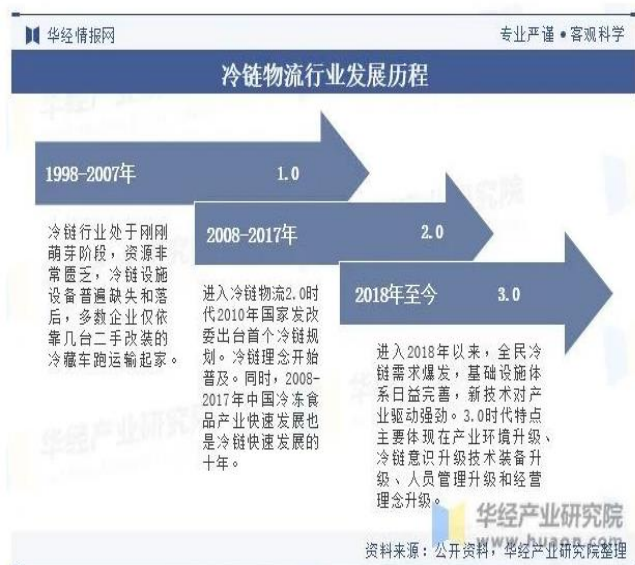 华经情报网
专业严谨●客观科学
冷链物流行业发展历程
1998-2007年
1.0
冷链行业处于刚刚
萌芽阶段，资源非
常匮乏，冷链设施
设备普遍缺失和落
后，多数企业仅依
靠几台二手改装的
冷藏车跑运输起家。
2008-2017年
2.0
进入冷链物流2.0时
代2010年国家发改
委出台首个冷链规
划。冷链理念开始
普及。同时，2008-
2017年中国冷冻食
品产业快速发展也
是冷链快速发展的
十年。
2018年至今
3.0
进入2018年以来，全民冷
链需求爆发，基础设施体
系日益完善，新技术对产
业驱动强劲。3.0时代特点
主要体现在产业环境升级、
冷链意识升级技术装备升
级、人员管理升级和经营
理念升级。
华经产业研究院
www.huaon.com
资料来源：公开资料，华经产业研究院整理